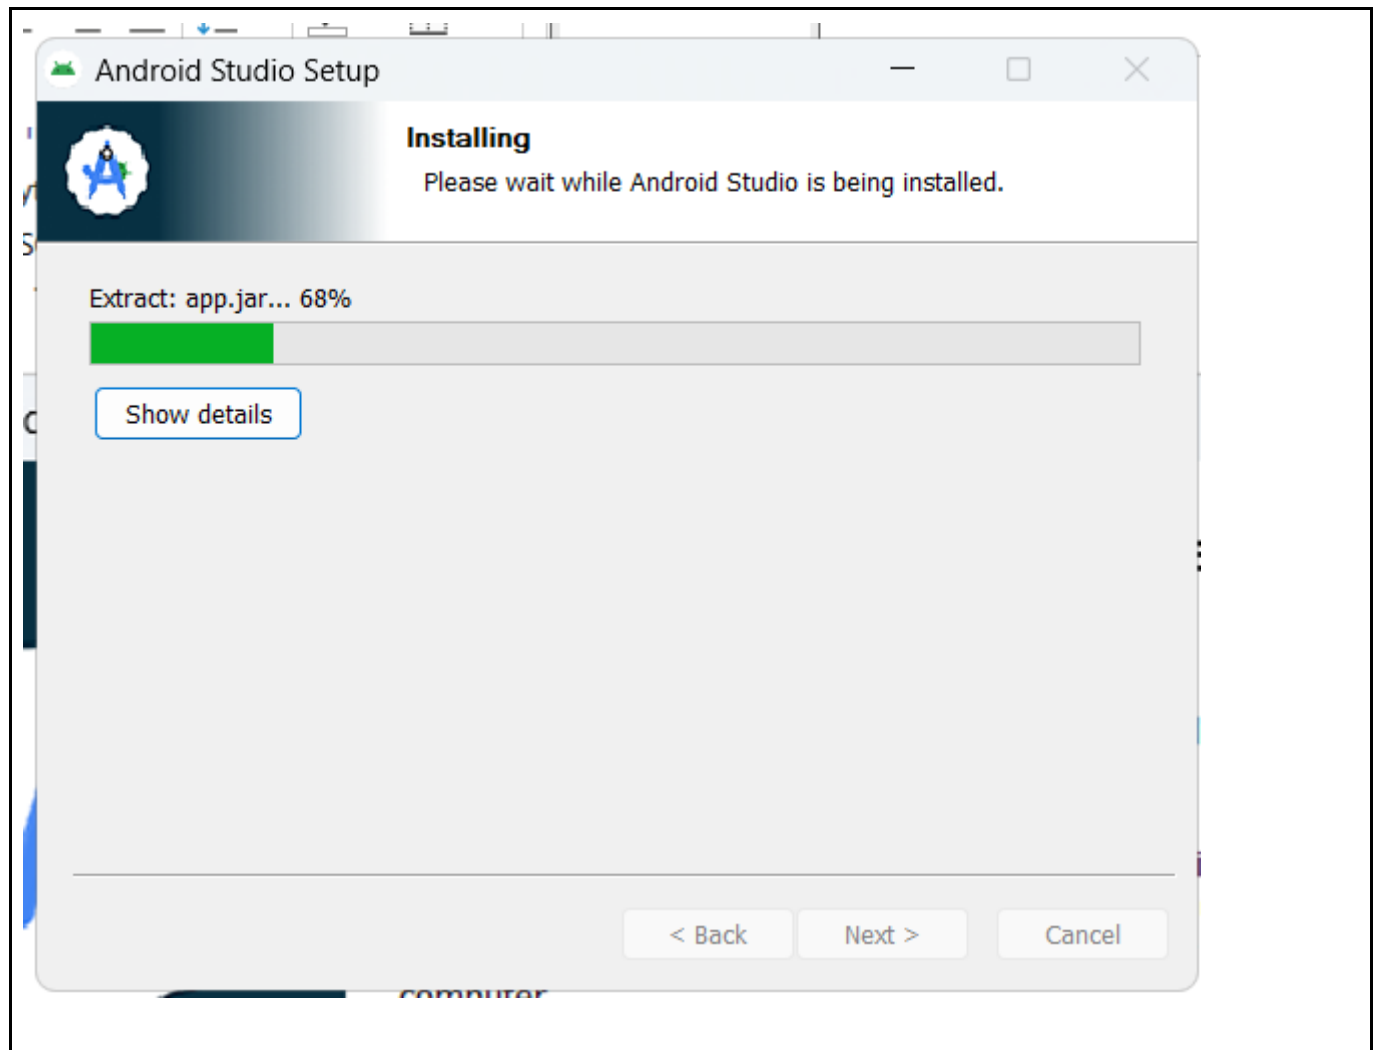 Android Studio Setup
Installing
Please wait while Android Studio is being installed.
Extract: app.jar... 68%
Show details
< Back
Next >
Cancel
computer